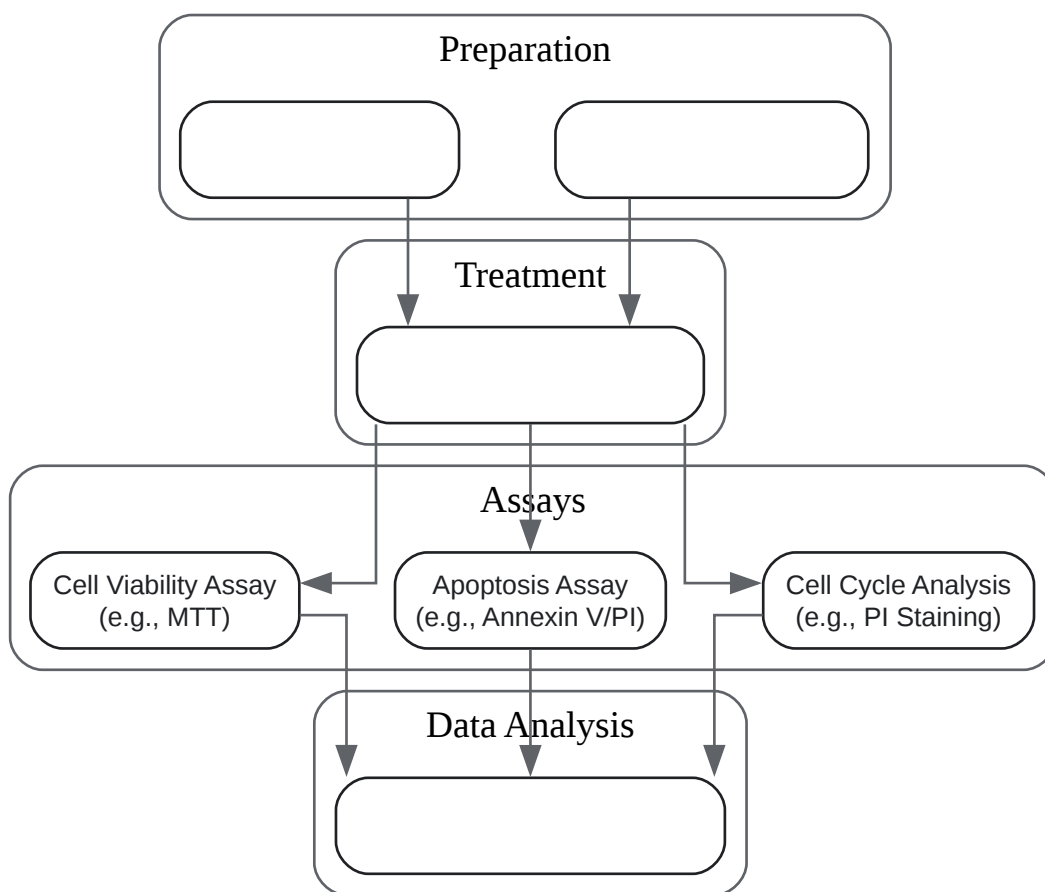 Preparation
Treatment
Assays
Cell Viability Assay
(e.g., MTT)
Apoptosis Assay
(e.g., Annexin V/PI)
Cell Cycle Analysis
(e.g., PI Staining)
Data Analysis